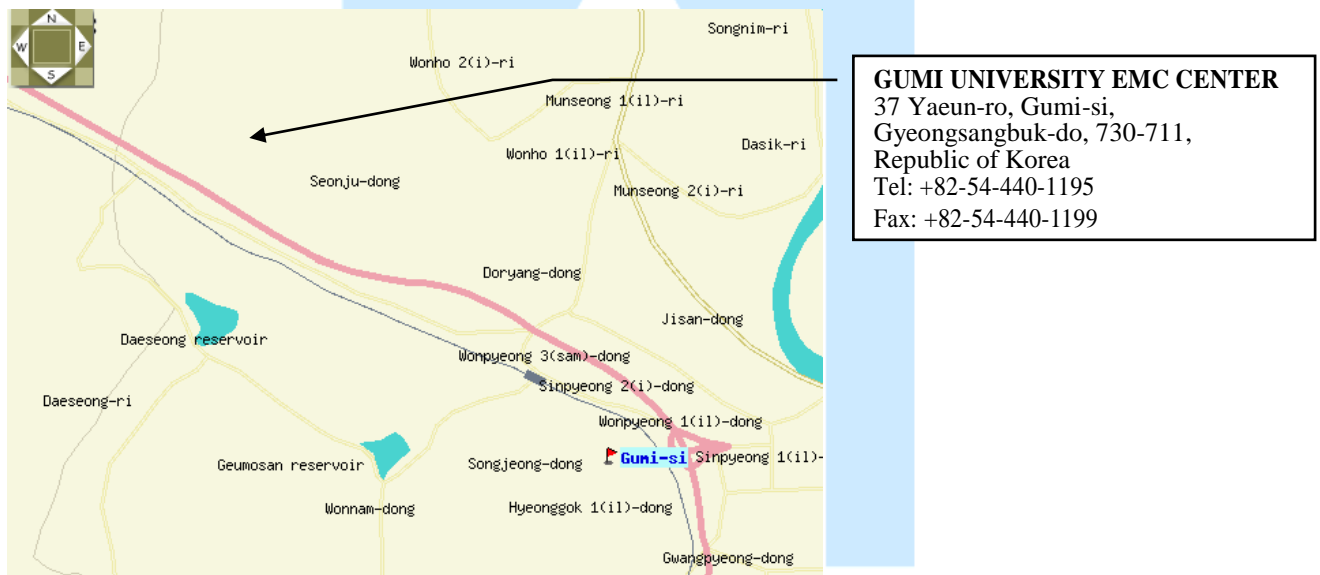 N
W E
S
Songnim-ri
Wonho 2(i)-ri
Munseong 1(il)-ri
Dasik-ri
Wonho 1(il)-ri
Seonju-dong
Munseong 2(i)-ri
Doryang-dong
Jisan-dong
Daeseong reservoir
Wonpyeong 3(sam)-dong
Sinpyeong 2(i)-dong
Daeseong-ri
Wonpyeong 1(il)-dong
Geumosan reservoir
Songjeong-dong
Gumi-si
Sinpyeong 1(il)-
Wonnam-dong
Hyeonggok 1(il)-dong
Gwangpyeong-dong
GUMI UNIVERSITY EMC CENTER
37 Yaeun-ro, Gumi-si,
Gyeongsangbuk-do, 730-711,
Republic of Korea
Tel: +82-54-440-1195
Fax: +82-54-440-1199